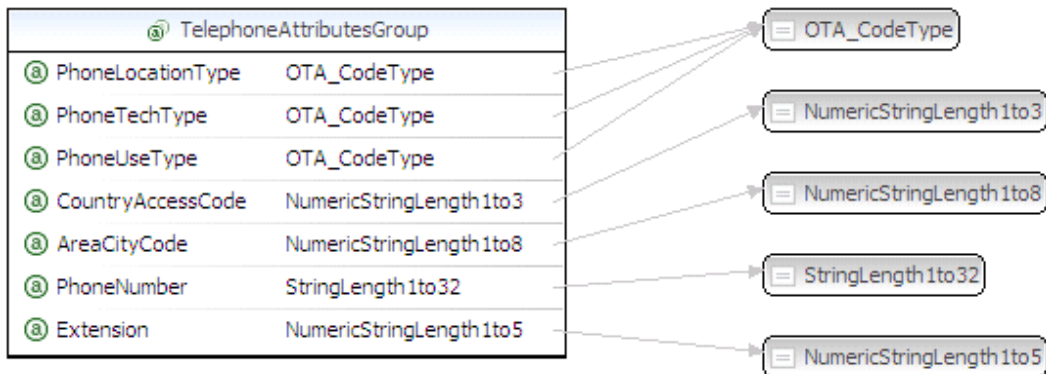 TelephoneAttributesGroup
PhoneLocationType OTA_CodeType
PhoneTechType OTA_CodeType
PhoneUseType OTA_CodeType
CountryAccessCode NumericStringLength1to3
AreaCityCode NumericStringLength1to8
PhoneNumber StringLength1to32
Extension NumericStringLength1to5
OTA_CodeType
NumericStringLength1to3
NumericStringLength1to8
StringLength1to32
NumericStringLength1to5